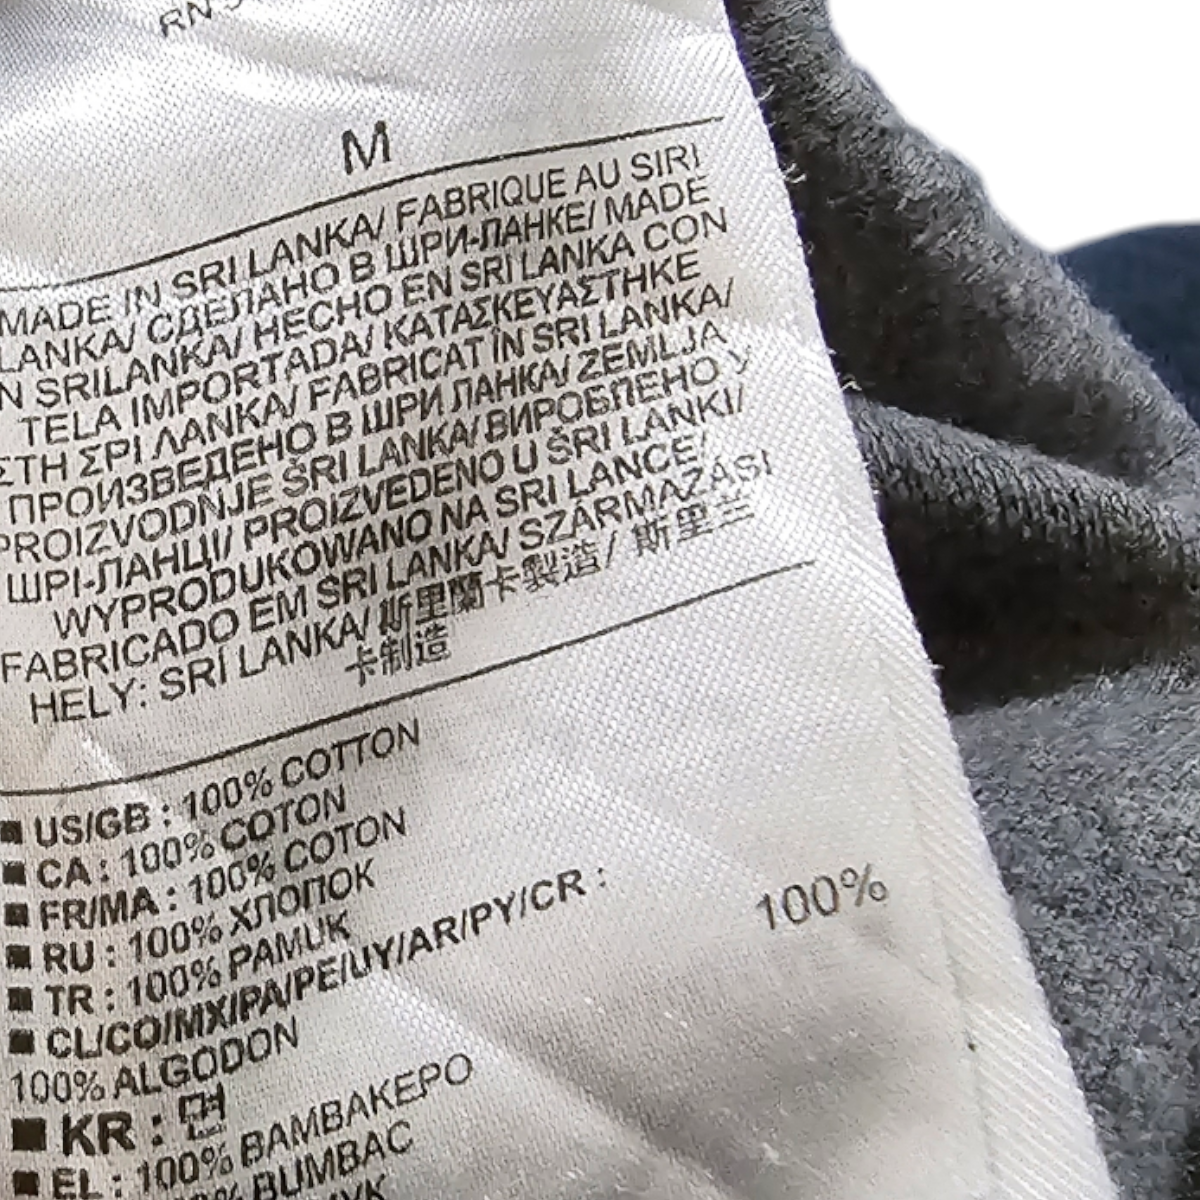 RN
M
MADE IN SRI LANKA/ FABRIQUE AU SIRI
LANKA/ СДЕЛАНО В ШРИ-ЛАНКЕ/ MADE
IN SRILANKA/ HECHO EN SRI LANKA CON
TELA IMPORTADA/ ΚΑΤΑΣΚΕΥΑΣΤΗΚΕ
ΣΤΗ ΣΡΙ ΛΑΝΚΑ/ FABRICAT ÎN SRI LANKA/
ПРОИЗВЕДЕНО В ШРИ ЛАНКА/ ZEMLJA
PROIZVODNJE ŠRI LANKA/ ВИРОБЛЕНО У
ШРІ-ЛАНЦІ/ PROIZVEDENO U ŠRI LANKI/
WYPRODUKOWANO NA SRI LANCE/
FABRICADO EM SRI LANKA/ SZÁRMAZÁSI
HELY: SRI LANKA/ 斯里蘭卡製造/ 斯里兰
卡制造
■ US/GB : 100% COTTON
■ CA : 100% COTON
■ FR/MA : 100% COTON
■ RU : 100% ХЛОПОК
■ TR : 100% PAMUK
■ CL/CO/MX/PA/PE/UY/AR/PY/CR :
100% ALGODON
■ KR : 면 100%
■ EL : 100% ΒΑΜΒΑΚΕΡΟ
BUMBAC